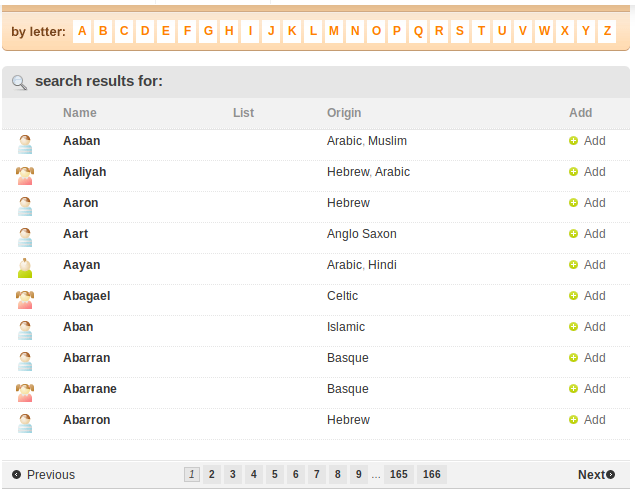 by letter: A B C D E F G H I J K L M N O P Q R S T U V W X Y Z
search results for:
Name List Origin Add
Aaban Arabic, Muslim Add
Aaliyah Hebrew, Arabic Add
Aaron Hebrew Add
Aart Anglo Saxon Add
Aayan Arabic, Hindi Add
Abagael Celtic Add
Aban Islamic Add
Abarran Basque Add
Abarrane Basque Add
Abarron Hebrew Add
Previous 1 2 3 4 5 6 7 8 9 ... 165 166 Next